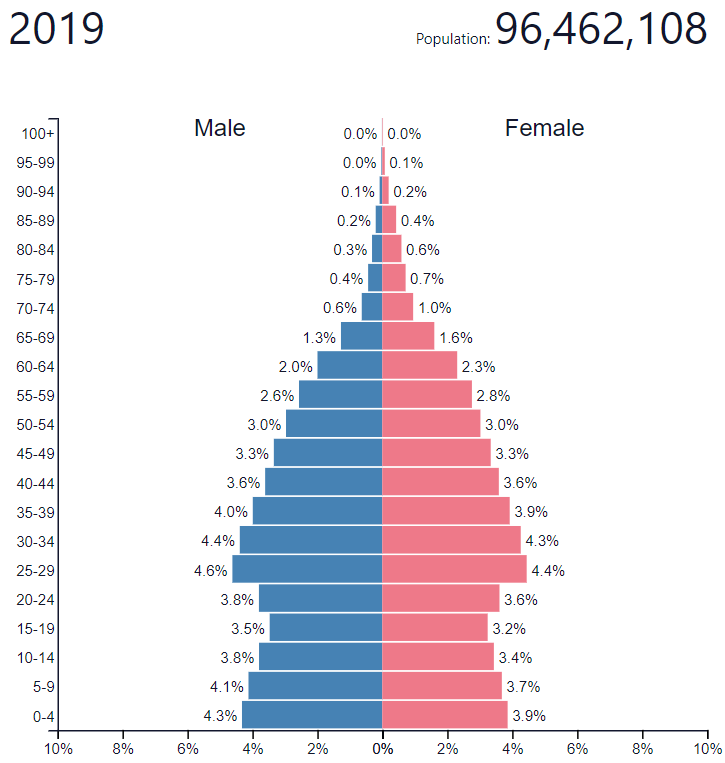 2019
Population: 96,462,108
Male Female
100+ 0.0% 0.0%
95-99 0.0% 0.1%
90-94 0.1% 0.2%
85-89 0.2% 0.4%
80-84 0.3% 0.6%
75-79 0.4% 0.7%
70-74 0.6% 1.0%
65-69 1.3% 1.6%
60-64 2.0% 2.3%
55-59 2.6% 2.8%
50-54 3.0% 3.0%
45-49 3.3% 3.3%
40-44 3.6% 3.6%
35-39 4.0% 3.9%
30-34 4.4% 4.3%
25-29 4.6% 4.4%
20-24 3.8% 3.6%
15-19 3.5% 3.2%
10-14 3.8% 3.4%
5-9 4.1% 3.7%
0-4 4.3% 3.9%
10% 8% 6% 4% 2% 0% 2% 4% 6% 8% 10%